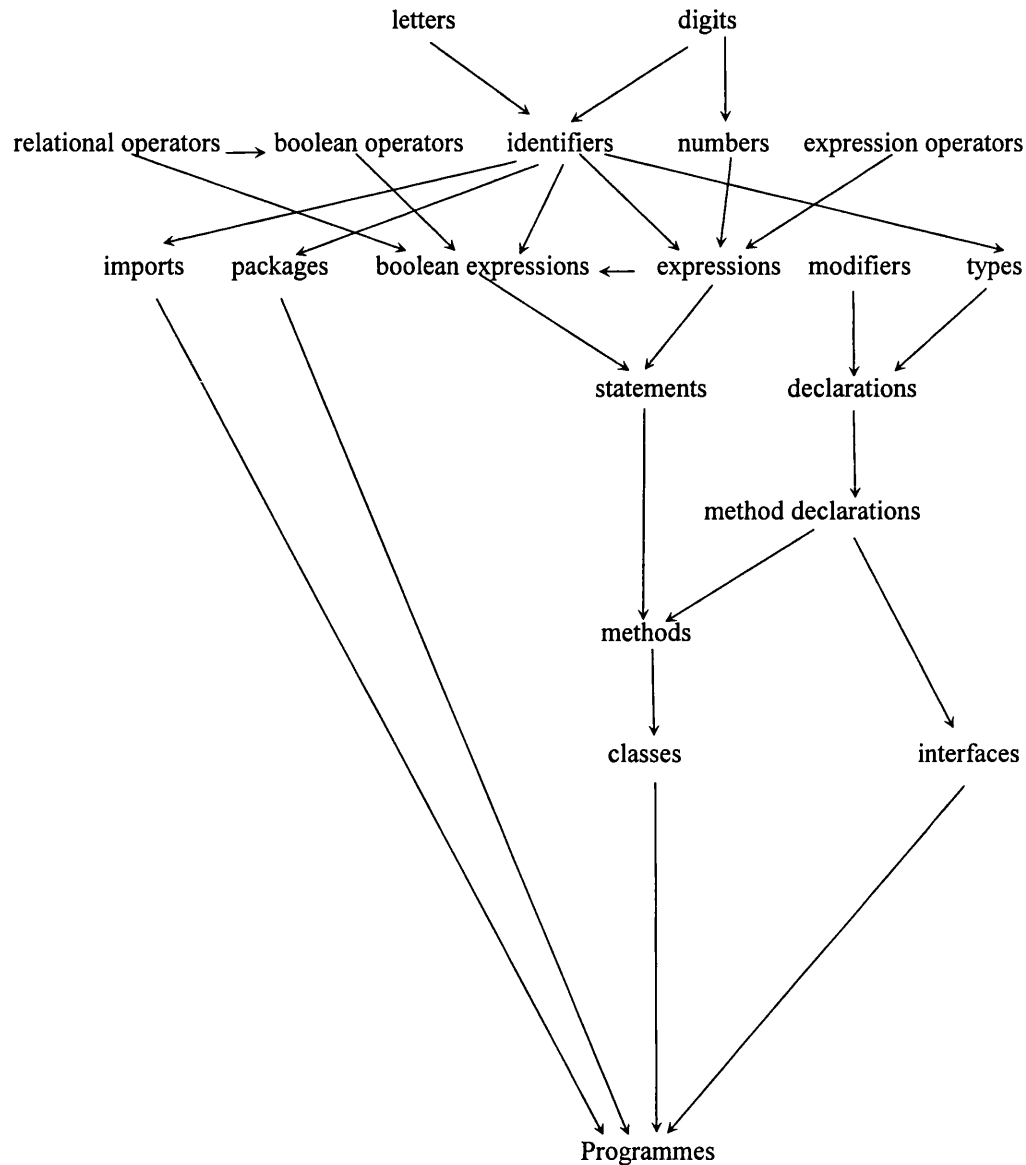 letters digits
relational operators boolean operators identifiers numbers expression operators
imports packages boolean expressions expressions modifiers types
statements declarations
method declarations
methods
classes interfaces
Programmes